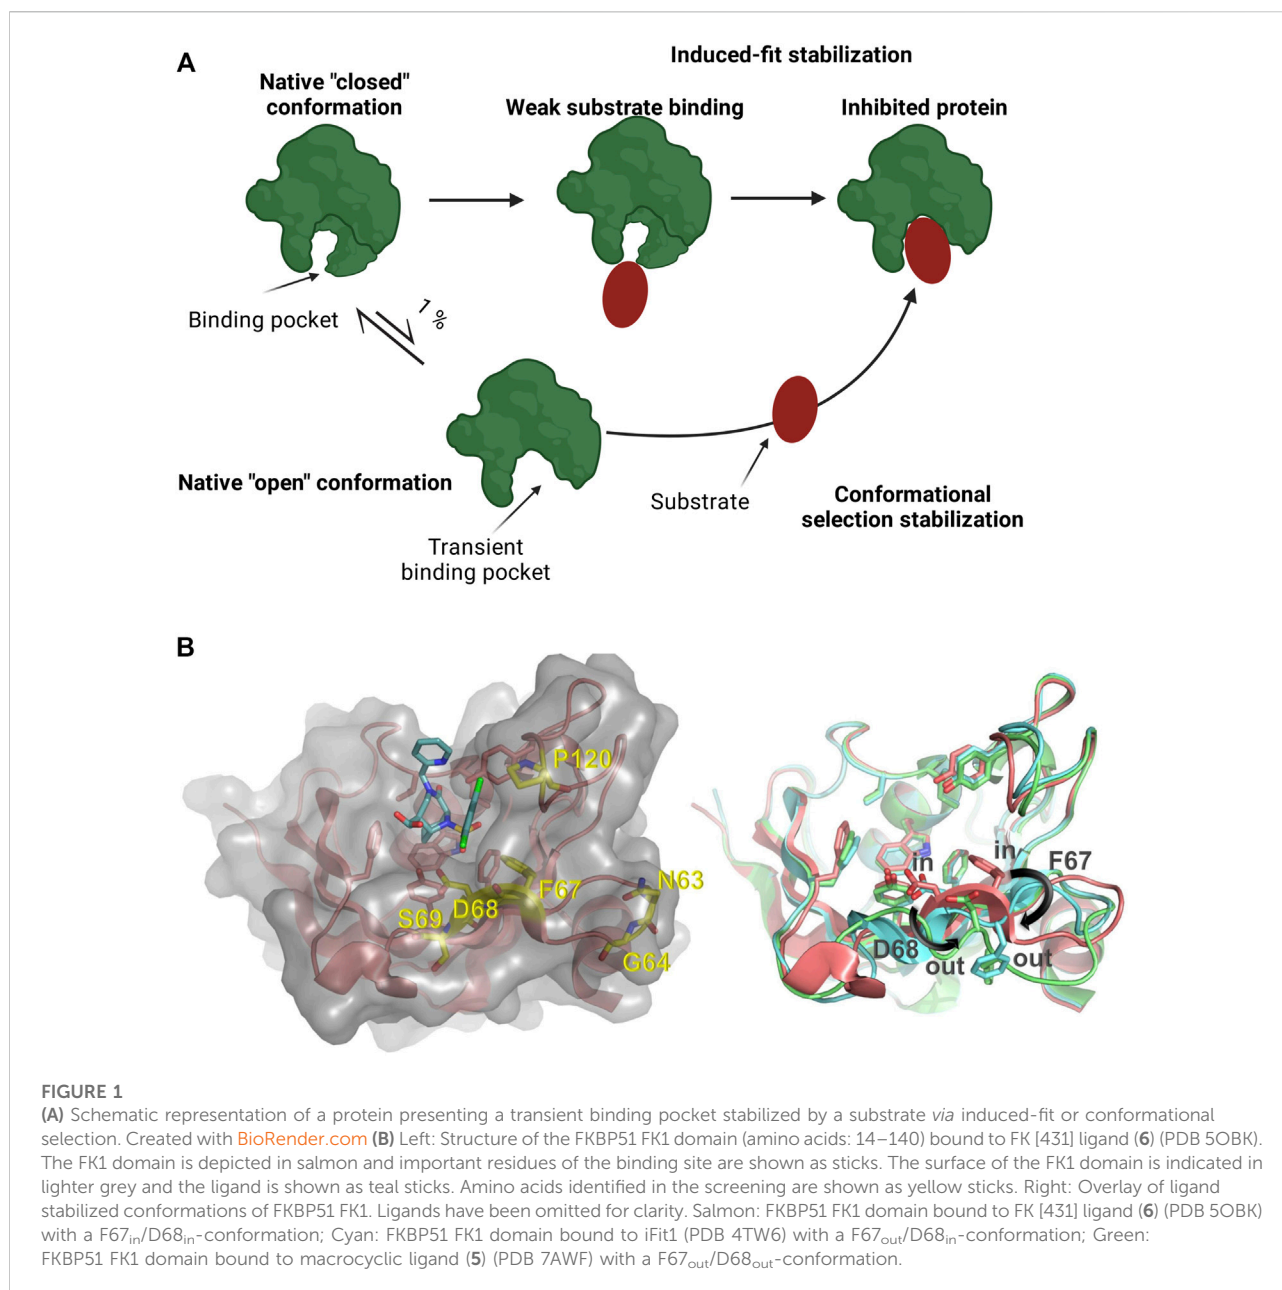 A
Induced-fit stabilization
Native "closed"
conformation
Weak substrate binding
Inhibited protein
Binding pocket
1 %
Native "open" conformation
Transient
binding pocket
Substrate
Conformational
selection stabilization
B
P120
N63
F67
D68
S69
G64
in
in
F67
D68
out
out
FIGURE 1
(A) Schematic representation of a protein presenting a transient binding pocket stabilized by a substrate via induced-fit or conformational
selection. Created with BioRender.com (B) Left: Structure of the FKBP51 FK1 domain (amino acids: 14–140) bound to FK [431] ligand (6) (PDB 5OBK).
The FK1 domain is depicted in salmon and important residues of the binding site are shown as sticks. The surface of the FK1 domain is indicated in
lighter grey and the ligand is shown as teal sticks. Amino acids identified in the screening are shown as yellow sticks. Right: Overlay of ligand
stabilized conformations of FKBP51 FK1. Ligands have been omitted for clarity. Salmon: FKBP51 FK1 domain bound to FK [431] ligand (6) (PDB 5OBK)
with a F67in/D68in-conformation; Cyan: FKBP51 FK1 domain bound to iFit1 (PDB 4TW6) with a F67out/D68in-conformation; Green:
FKBP51 FK1 domain bound to macrocyclic ligand (5) (PDB 7AWF) with a F67out/D68out-conformation.